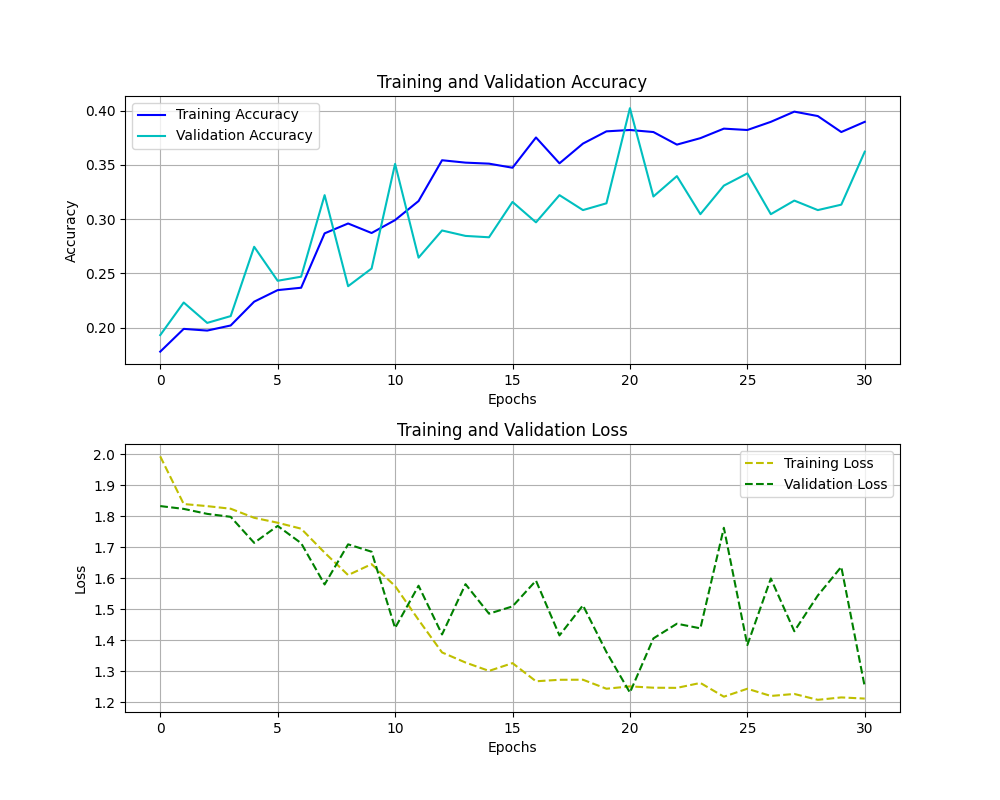 Training and Validation Accuracy
Training Accuracy
Validation Accuracy
0.40
0.35
0.30
0.25
0.20
Accuracy
0 5 10 15 20 25 30
Epochs
Training and Validation Loss
Training Loss
Validation Loss
2.0
1.9
1.8
1.7
1.6
1.5
1.4
1.3
1.2
Loss
0 5 10 15 20 25 30
Epochs